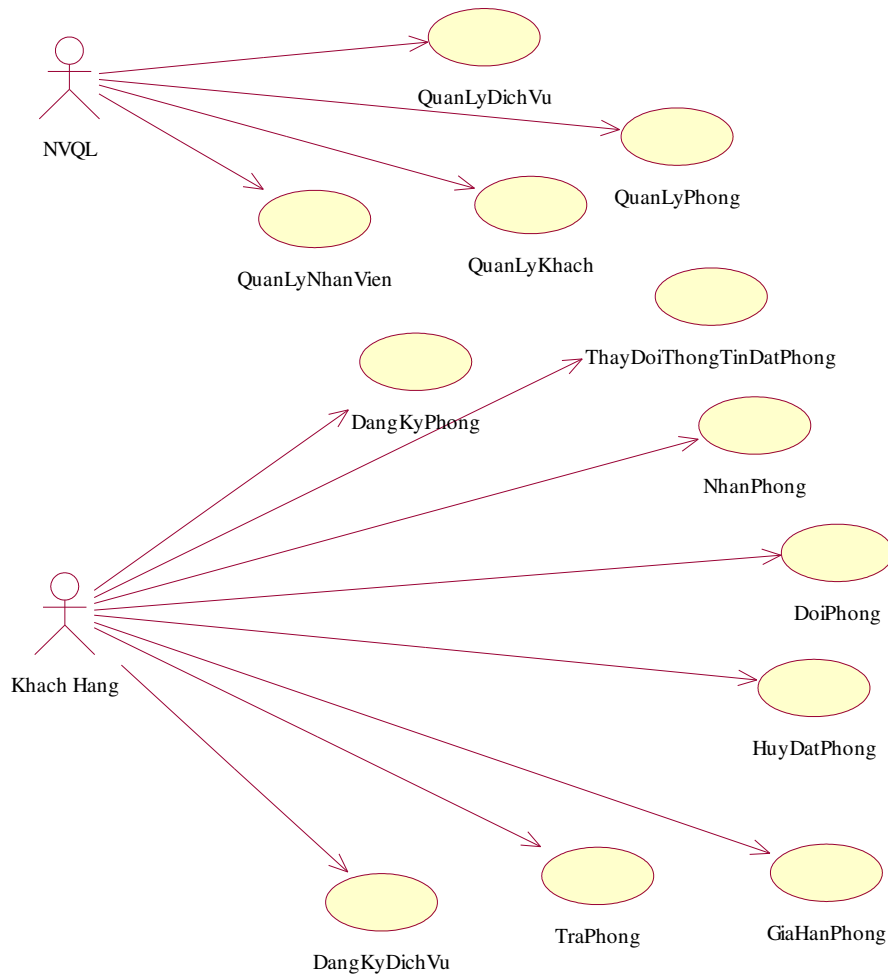 QuanLyDichVu
NVQL
QuanLyPhong
QuanLyNhanVien
QuanLyKhach
ThayDoiThongTinDatPhong
DangKyPhong
NhanPhong
DoiPhong
Khach Hang
HuyDatPhong
TraPhong
GiaHanPhong
DangKyDichVu